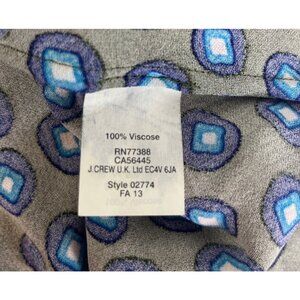 100% Viscose
RN77388
CA56445
J.CREW U.K. Ltd EC4V 6JA
Style 02774
FA 13